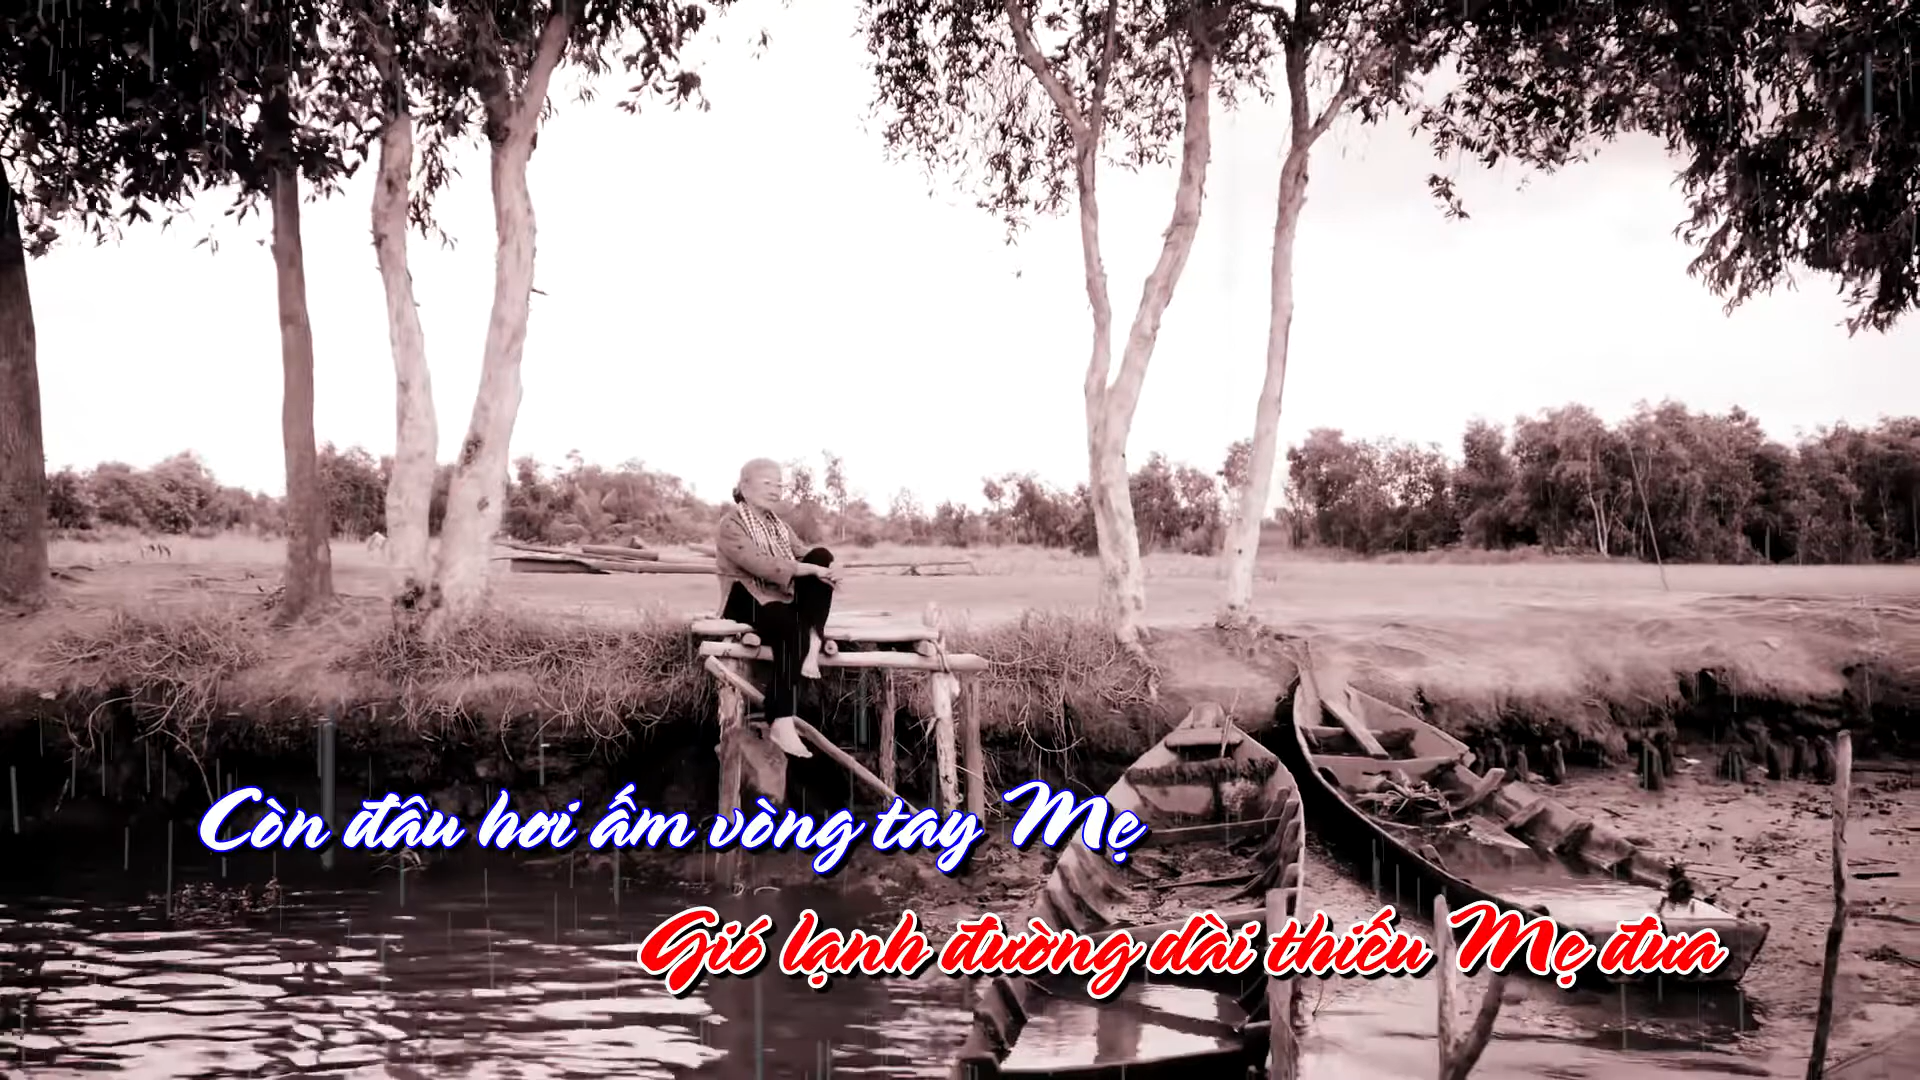 Còn đâu hơi ấm vòng tay Mẹ
Gió lạnh đường dài thiếu Mẹ đưa